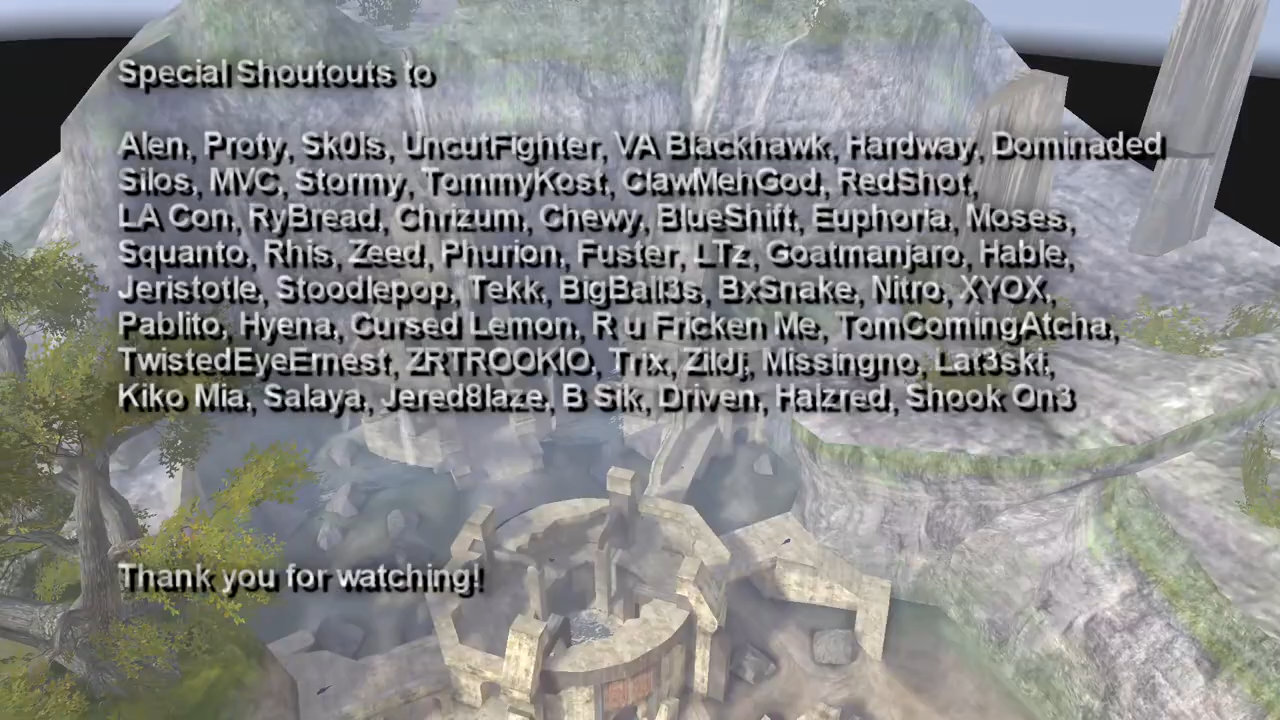 Special Shoutouts to
Alen, Proty, Sk0ls, UncutFighter, VA Blackhawk, Hardway, Dominaded
Silos, MVC, Stormy, TommyKost, ClawMehGod, RedShot,
LA Con, RyBread, Chrizum, Chewy, BlueShift, Euphoria, Moses,
Squanto, Rhis, Zeed, Phurion, Fuster, LTz, Goatmanjaro, Hable,
Jeristotle, Stoodlepop, Tekk, BigBall3s, BxSnake, Nitro, XYOX,
Pablito, Hyena, Cursed Lemon, R u Fricken Me, TomComingAtcha,
TwistedEyeErnest, ZRTROOKIO, Trix, Zildj, Missingno, Lat3ski,
Kiko Mia, Salaya, Jered8laze, B Sik, Driven, Halzred, Shook On3
Thank you for watching!